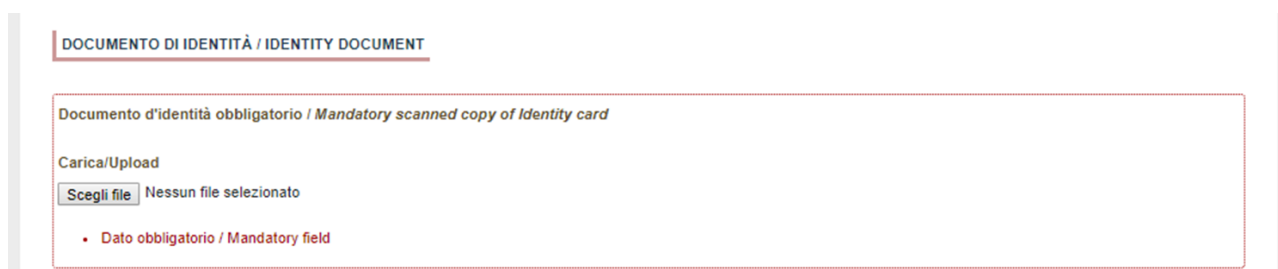 DOCUMENTO DI IDENTITÀ / IDENTITY DOCUMENT
Documento d'identità obbligatorio / Mandatory scanned copy of Identity card
Carica/Upload
Scegli file Nessun file selezionato
• Dato obbligatorio / Mandatory field